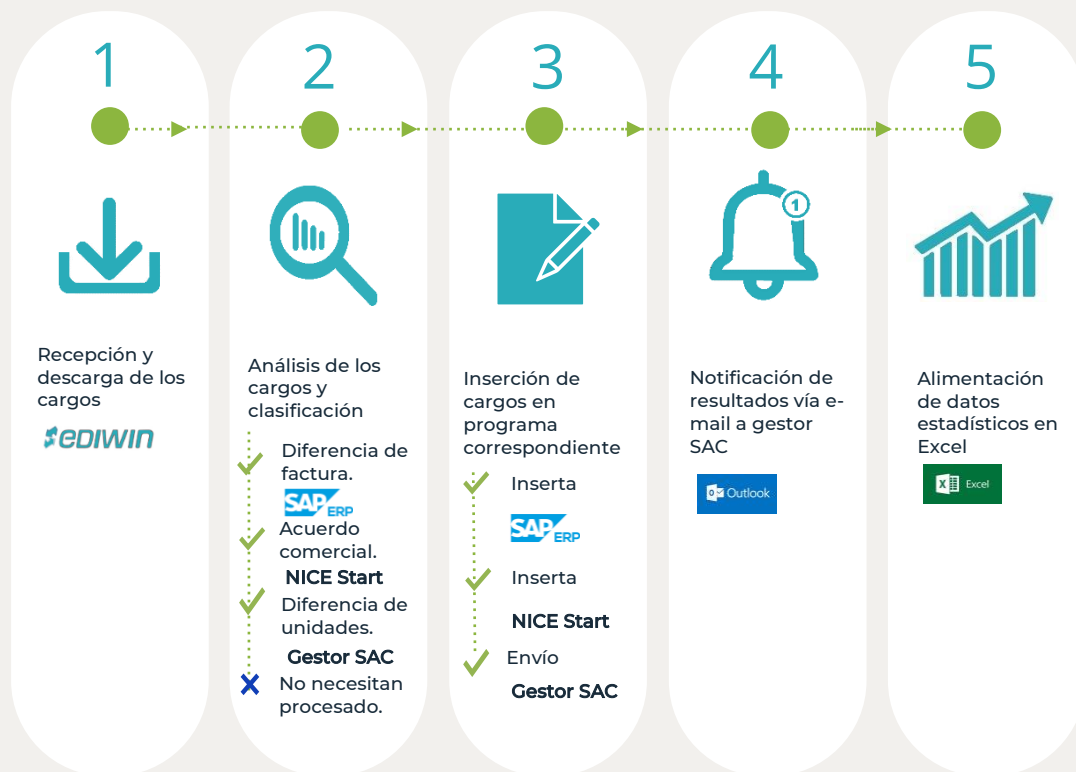 1
Recepción y
descarga de los
cargos
EDIWIN
2
Análisis de los
cargos y
clasificación
Diferencia de
factura.
SAP ERP
Acuerdo
comercial.
NICE Start
Diferencia de
unidades.
Gestor SAC
No necesitan
procesado.
3
Inserción de
cargos en
programa
correspondiente
Inserta
SAP ERP
Inserta
NICE Start
Envío
Gestor SAC
4
1
Notificación de
resultados vía e-
mail a gestor
SAC
Outlook
5
Alimentación
de datos
estadísticos en
Excel
Excel